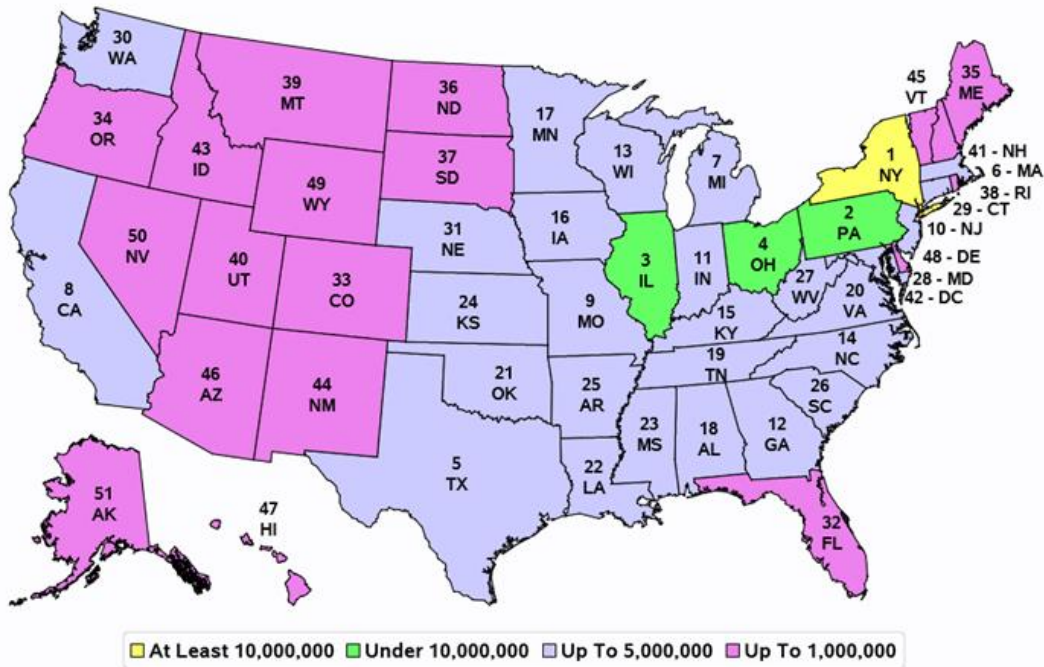 30
WA
39
MT
36
ND
17
MN
45
VT
35
ME
34
OR
43
ID
37
SD
13
WI
7
MI
1
NY
41 - NH
6 - MA
38 - RI
29 - CT
10 - NJ
49
WY
16
IA
2
PA
48 - DE
28 - MD
42 - DC
50
NV
40
UT
33
CO
31
NE
3
IL
11
IN
4
OH
27
WV
20
VA
8
CA
24
KS
9
MO
15
KY
14
NC
19
TN
46
AZ
44
NM
21
OK
25
AR
26
SC
23
MS
18
AL
12
GA
5
TX
22
LA
51
AK
47
HI
32
FL
At Least 10,000,000 Under 10,000,000 Up To 5,000,000 Up To 1,000,000